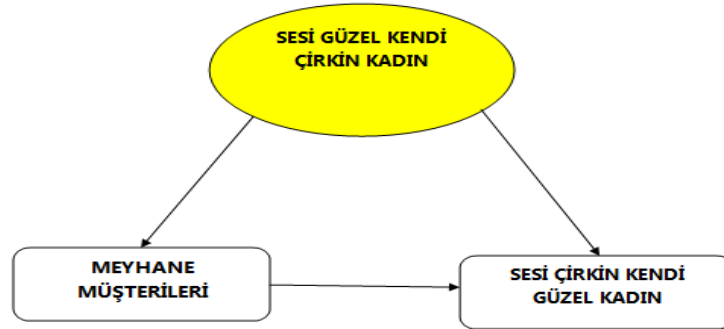 SESİ GÜZEL KENDİ
ÇİRKİN KADIN
MEYHANE
MÜŞTERİLERİ
SESİ ÇİRKİN KENDİ
GÜZEL KADIN